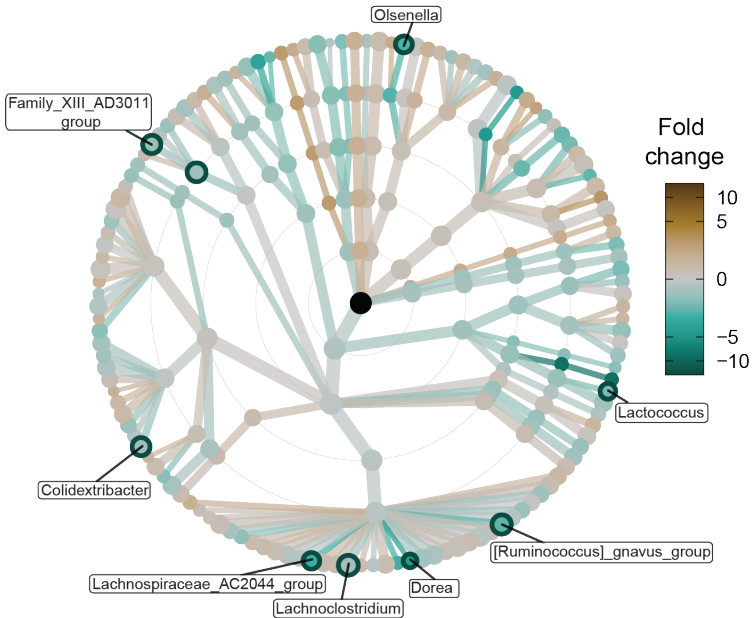 Olsenella
Family_XIII_AD3011
group
Fold
change
10
5
0
−5
−10
Lactococcus
Colidextribacter
[Ruminococcus]_gnavus_group
Lachnospiraceae_AC2044_group
Dorea
Lachnoclostridium